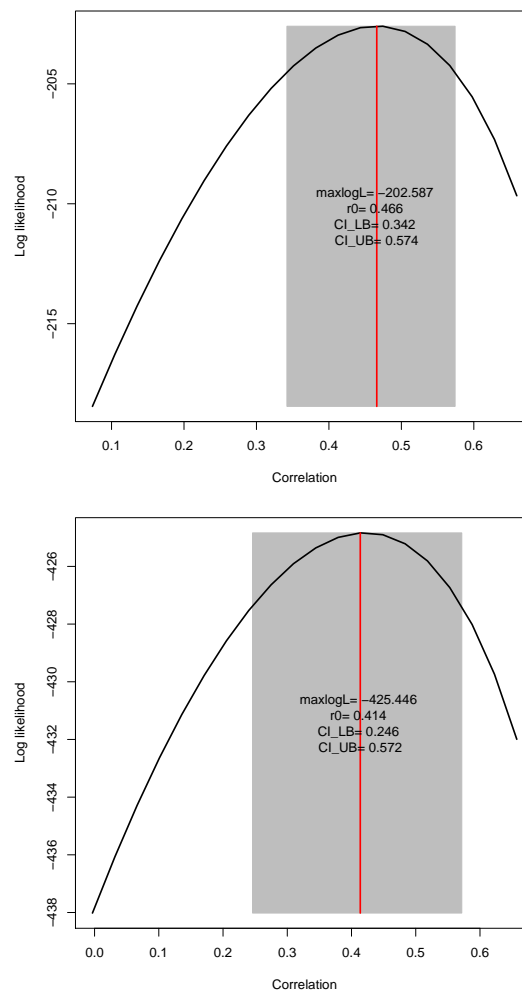 −205
−210
−215
Log likelihood
maxlogL= −202.587
r0= 0.466
CI_LB= 0.342
CI_UB= 0.574
0.1 0.2 0.3 0.4 0.5 0.6
Correlation
−426
−428
−430
−432
−434
−436
−438
Log likelihood
maxlogL= −425.446
r0= 0.414
CI_LB= 0.246
CI_UB= 0.572
0.0 0.1 0.2 0.3 0.4 0.5 0.6
Correlation